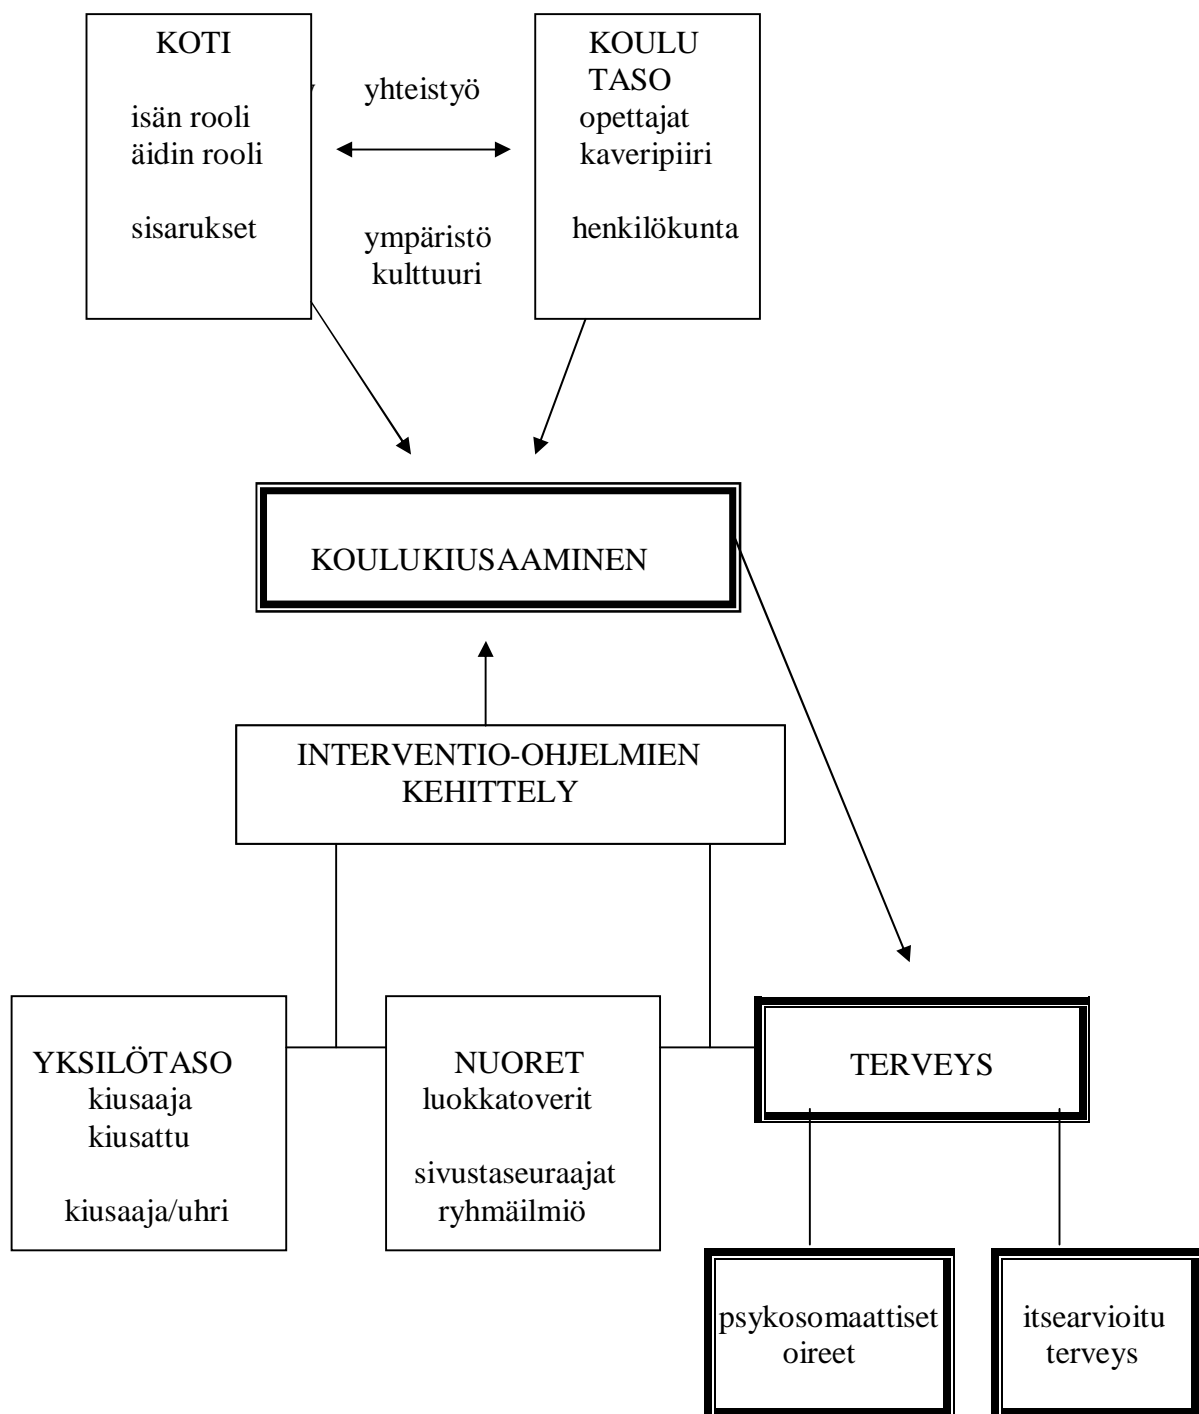 KOTI
isän rooli
äidin rooli
sisarukset
yhteistyö
ympäristö
kulttuuri
KOULU
TASO
opettajat
kaveripiiri
henkilökunta
KOULUKIUSAAMINEN
INTERVENTIO-OHJELMIEN
KEHITTELY
YKSILÖTASO
kiusaaja
kiusattu
kiusaaja/uhri
NUORET
luokkatoverit
sivustaseuraajat
ryhmäilmiö
TERVEYS
psykosomaattiset
oireet
itsearvioitu
terveys